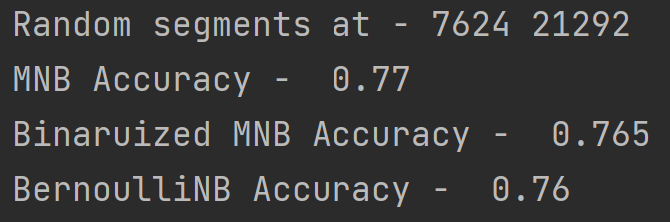 Random segments at - 7624 21292
MNB Accuracy -  0.77
Binaruized MNB Accuracy -  0.765
BernoulliNB Accuracy -  0.76